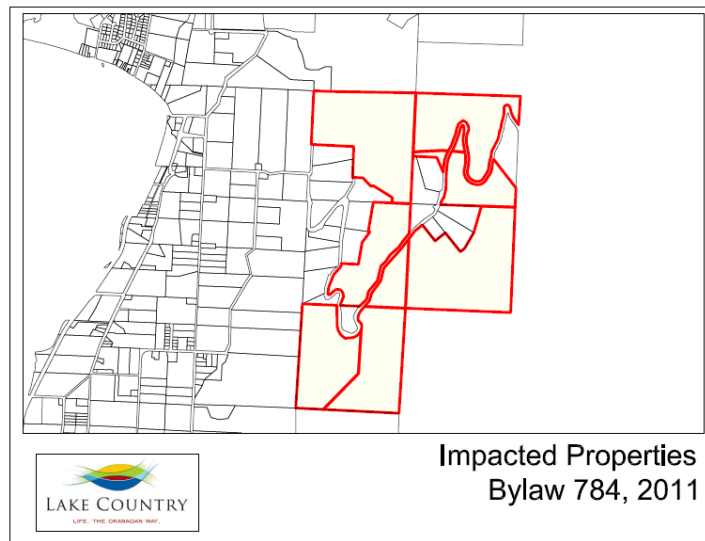 Impacted Properties
Bylaw 784, 2011
LAKE COUNTRY
LIFE. THE OKANAGAN WAY.